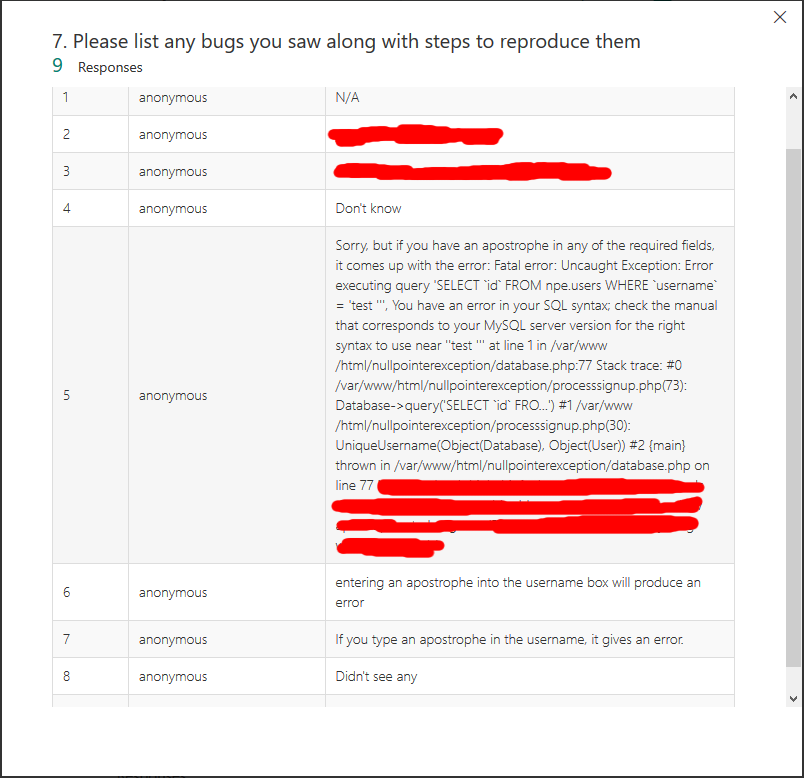 7. Please list any bugs you saw along with steps to reproduce them
9 Responses
1 anonymous N/A
2 anonymous
3 anonymous
4 anonymous Don't know
Sorry, but if you have an apostrophe in any of the required fields,
it comes up with the error: Fatal error: Uncaught Exception: Error
executing query 'SELECT `id` FROM npe.users WHERE `username`
= 'test ''', You have an error in your SQL syntax; check the manual
that corresponds to your MySQL server version for the right
syntax to use near ''test ''' at line 1 in /var/www
/html/nullpointerexception/database.php:77 Stack trace: #0
/var/www/html/nullpointerexception/processsignup.php(73):
5 anonymous Database->query('SELECT `id` FRO...') #1 /var/www
/html/nullpointerexception/processsignup.php(30):
UniqueUsername(Object(Database), Object(User)) #2 {main}
thrown in /var/www/html/nullpointerexception/database.php on
line 77
6 anonymous entering an apostrophe into the username box will produce an
error
7 anonymous If you type an apostrophe in the username, it gives an error.
8 anonymous Didn't see any